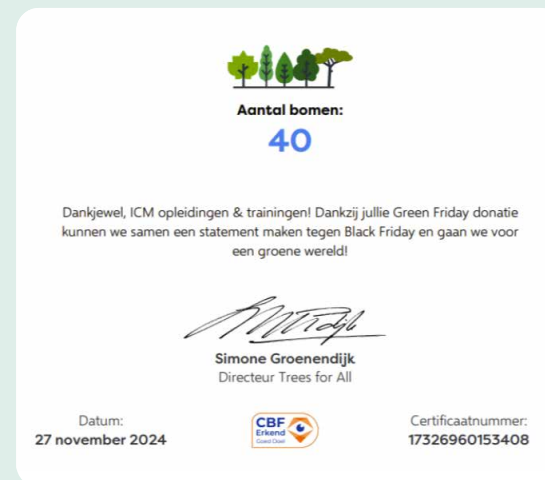 Aantal bomen:
40
Dankjewel, ICM opleidingen & trainingen! Dankzij jullie Green Friday donatie
kunnen we samen een statement maken tegen Black Friday en gaan we voor
een groene wereld!
Simone Groenendijk
Directeur Trees for All
Datum:
27 november 2024
CBF
Erkend
Goed Doel
Certificaatnummer:
17326960153408